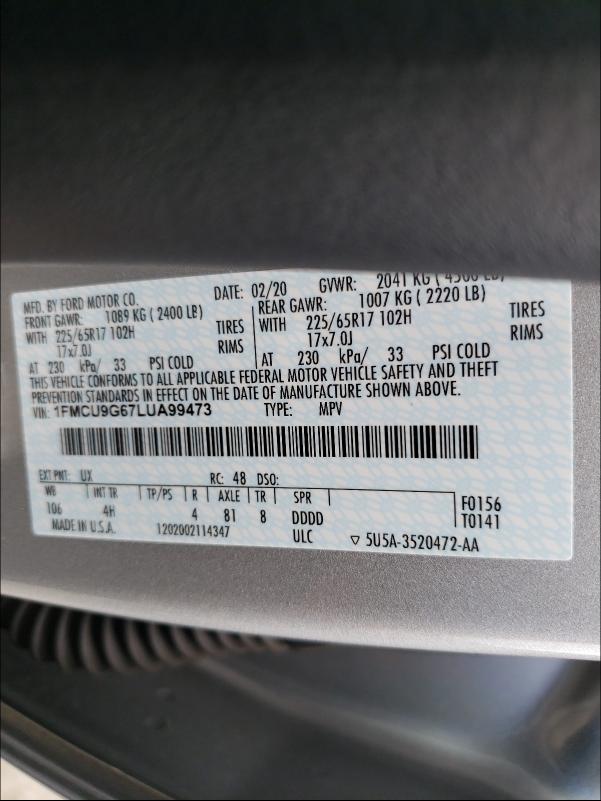 MFD. BY FORD MOTOR CO.
DATE: 02/20 GVWR: 2041 KG ( 4500 LB)
FRONT GAWR: 1089 KG ( 2400 LB) REAR GAWR: 1007 KG ( 2220 LB)
WITH 225/65R17 102H TIRES WITH 225/65R17 102H TIRES
17x7.0J RIMS 17x7.0J RIMS
AT 230 kPa/ 33 PSI COLD AT 230 kPa/ 33 PSI COLD
THIS VEHICLE CONFORMS TO ALL APPLICABLE FEDERAL MOTOR VEHICLE SAFETY AND THEFT
PREVENTION STANDARDS IN EFFECT ON THE DATE OF MANUFACTURE SHOWN ABOVE.
VIN: 1FMCU9G67LUA99473 TYPE: MPV
EXT PNT: UX RC: 48 DSO:
WB INT TR TP/PS R AXLE TR SPR F0156
106 4H 4 81 8 DDDD T0141
MADE IN U.S.A. 1202002114347 ULC ▽ 5U5A-3520472-AA